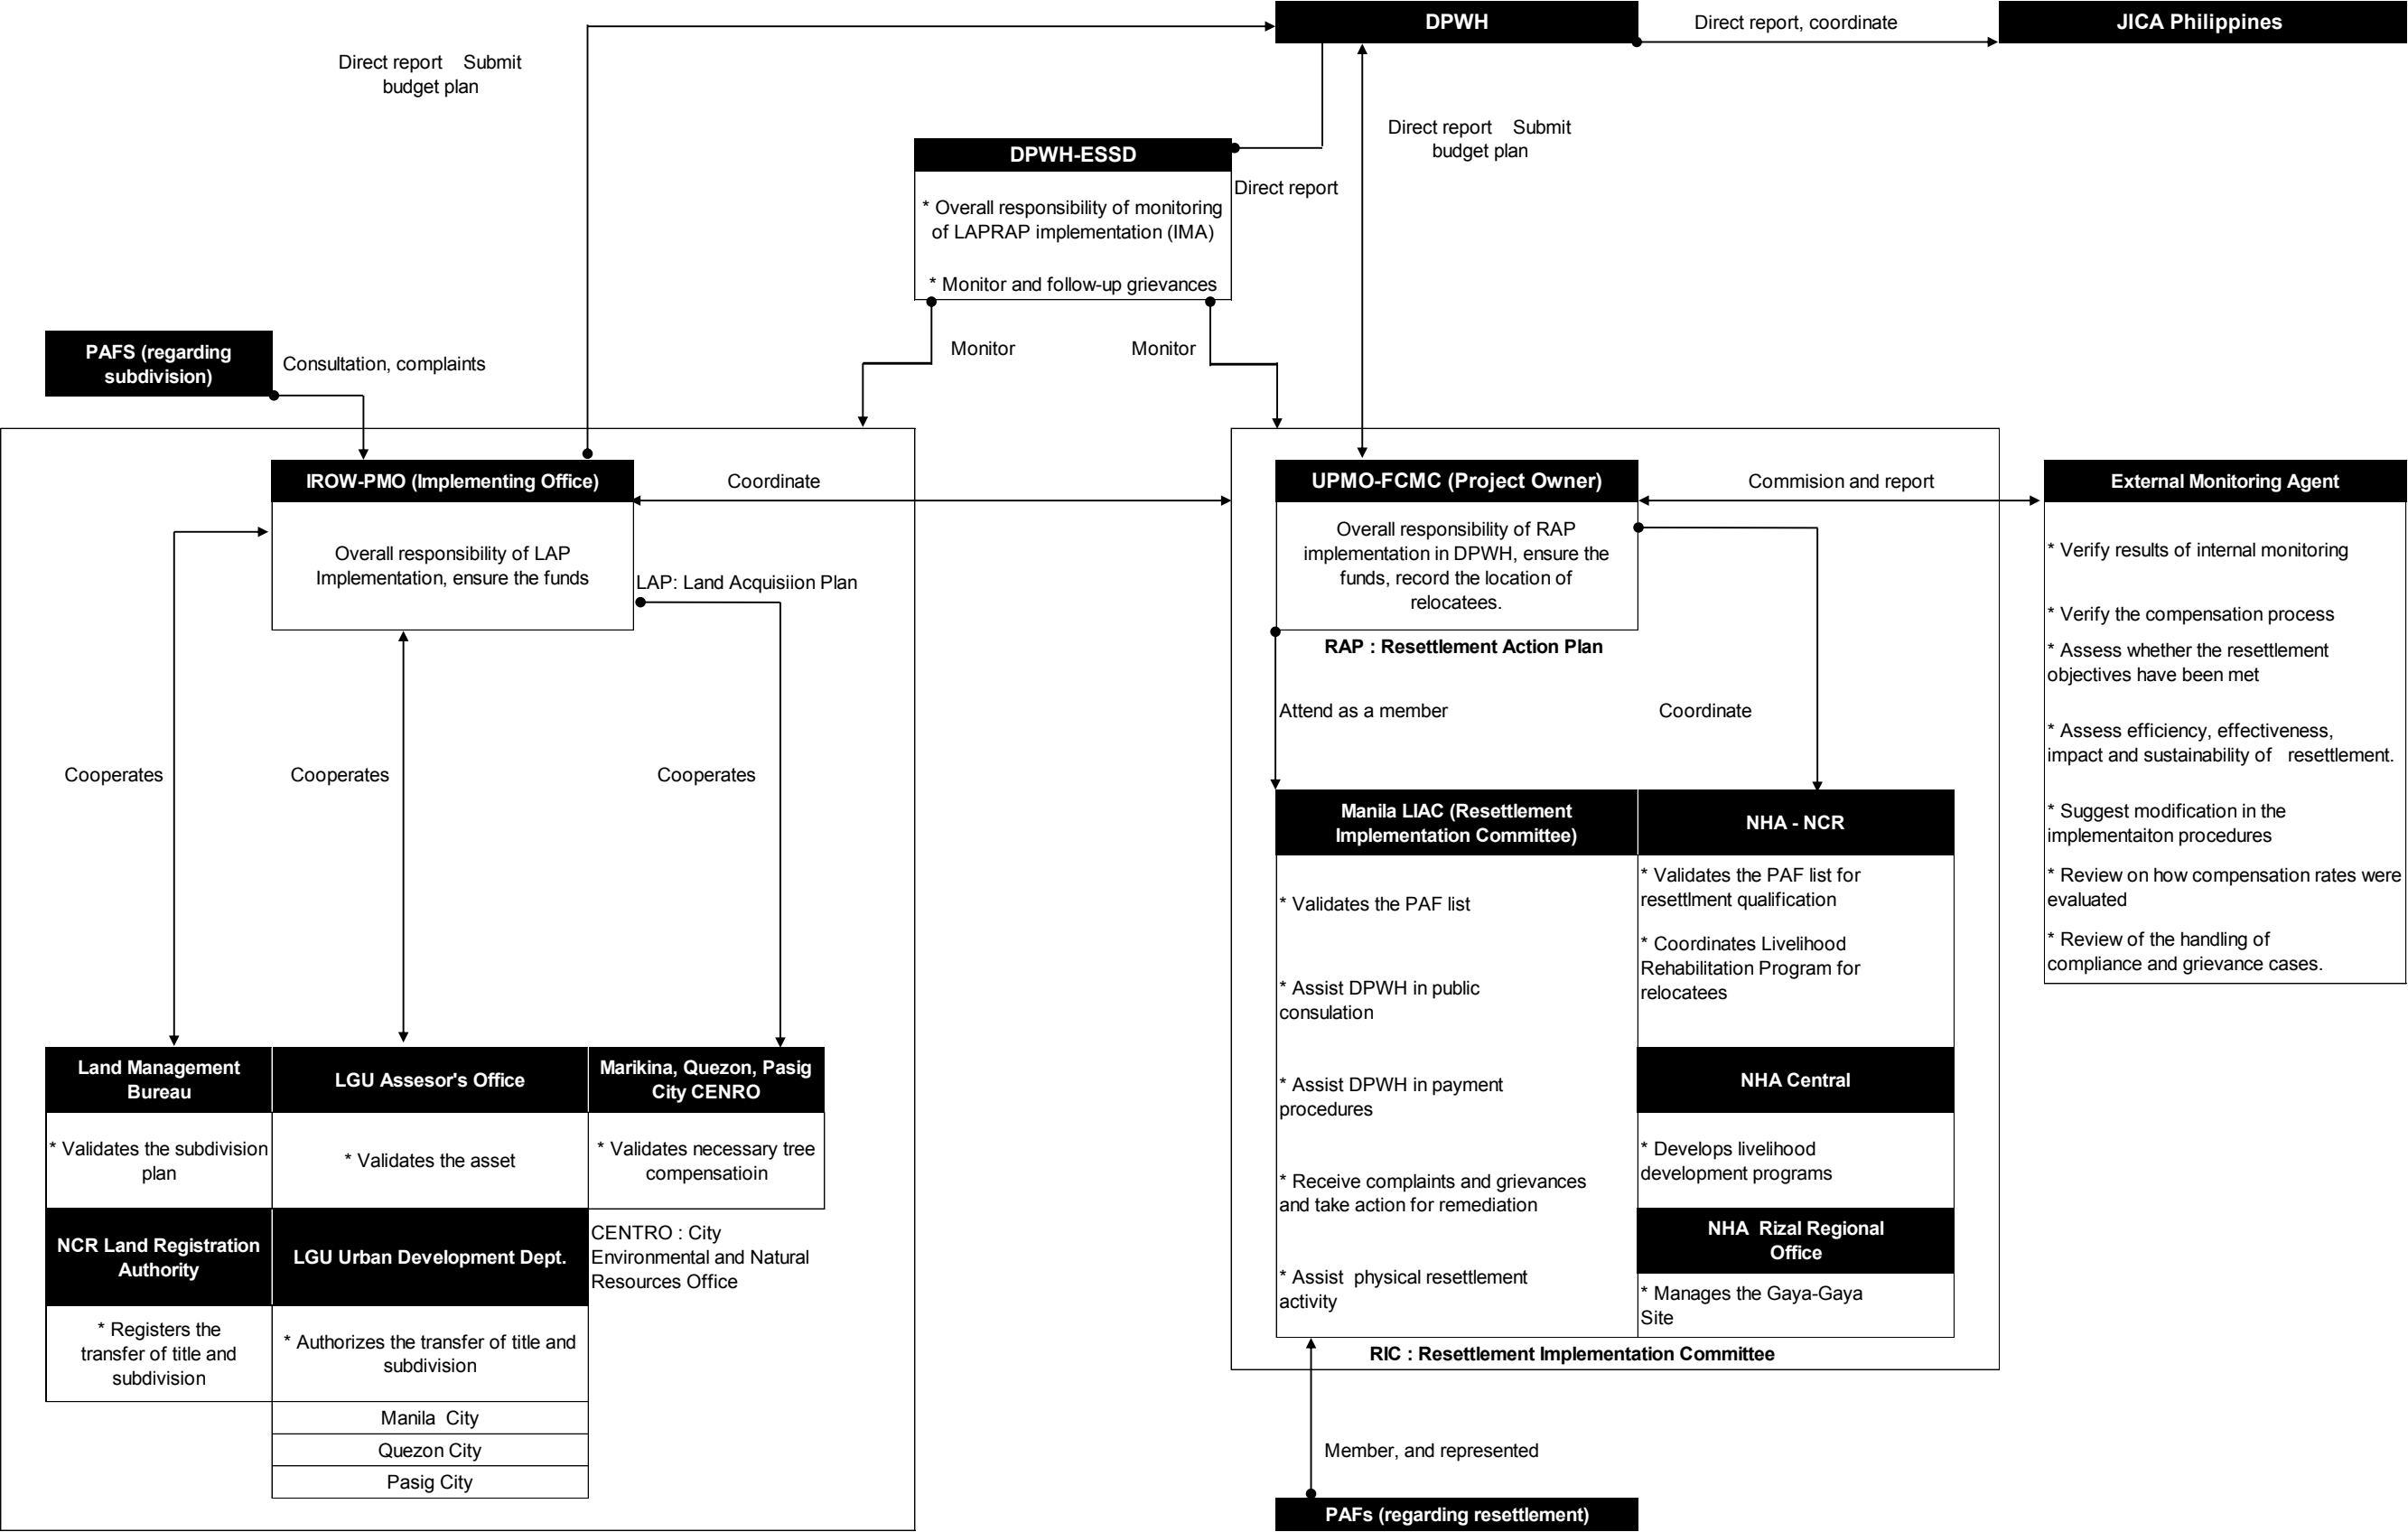 DPWH
Direct report, coordinate
JICA Philippines
Direct report    Submit
budget plan
Direct report    Submit
budget plan
DPWH-ESSD
Direct report
* Overall responsibility of monitoring
of LAPRAP implementation (IMA)
* Monitor and follow-up grievances
Monitor
Monitor
PAFS (regarding
subdivision)
Consultation, complaints
IROW-PMO (Implementing Office)
Overall responsibility of LAP
Implementation, ensure the funds
Coordinate
LAP: Land Acquisiion Plan
Cooperates
Cooperates
Cooperates
Land Management
Bureau
* Validates the subdivision
plan
NCR Land Registration
Authority
* Registers the
transfer of title and
subdivision
LGU Assesor's Office
* Validates the asset
LGU Urban Development Dept.
* Authorizes the transfer of title and
subdivision
Manila  City
Quezon City
Pasig City
Marikina, Quezon, Pasig
City CENRO
* Validates necessary tree
compensatioin
CENTRO : City
Environmental and Natural
Resources Office
UPMO-FCMC (Project Owner)
Overall responsibility of RAP
implementation in DPWH, ensure the
funds, record the location of
relocatees.
RAP : Resettlement Action Plan
Commision and report
Attend as a member
Coordinate
Manila LIAC (Resettlement
Implementation Committee)
* Validates the PAF list
* Assist DPWH in public
consulation
* Assist DPWH in payment
procedures
* Receive complaints and grievances
and take action for remediation
* Assist  physical resettlement
activity
NHA - NCR
* Validates the PAF list for
resettlment qualification
* Coordinates Livelihood
Rehabilitation Program for
relocatees
NHA Central
* Develops livelihood
development programs
NHA  Rizal Regional
Office
* Manages the Gaya-Gaya
Site
RIC : Resettlement Implementation Committee
Member, and represented
PAFs (regarding resettlement)
External Monitoring Agent
* Verify results of internal monitoring
* Verify the compensation process
* Assess whether the resettlement
objectives have been met
* Assess efficiency, effectiveness,
impact and sustainability of   resettlement.
* Suggest modification in the
implementaiton procedures
* Review on how compensation rates were
evaluated
* Review of the handling of
compliance and grievance cases.